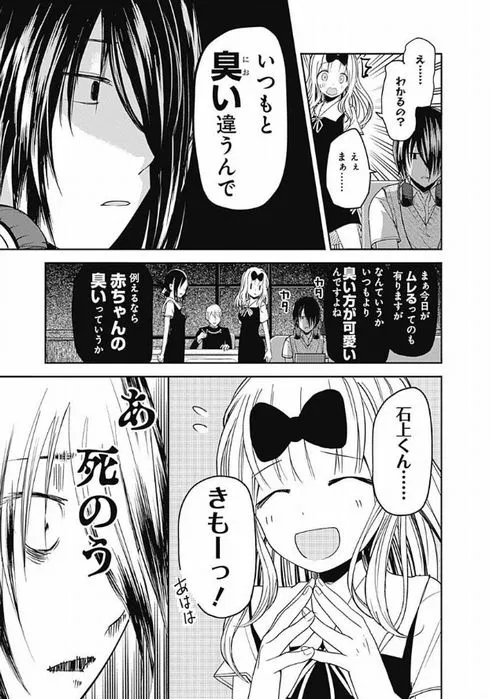 え……
わかるの？
ええ
まぁ……
いつもと
臭い
にお
違うんで
まぁ今日が
ムレるってのも
有りますが
なんていうか
いつもより
臭い方が可愛い
んですよね
カタ
カタ
例えるなら
赤ちゃんの
臭いっていうか
石上くん……
きもーっ！
あはは
あ
死のう